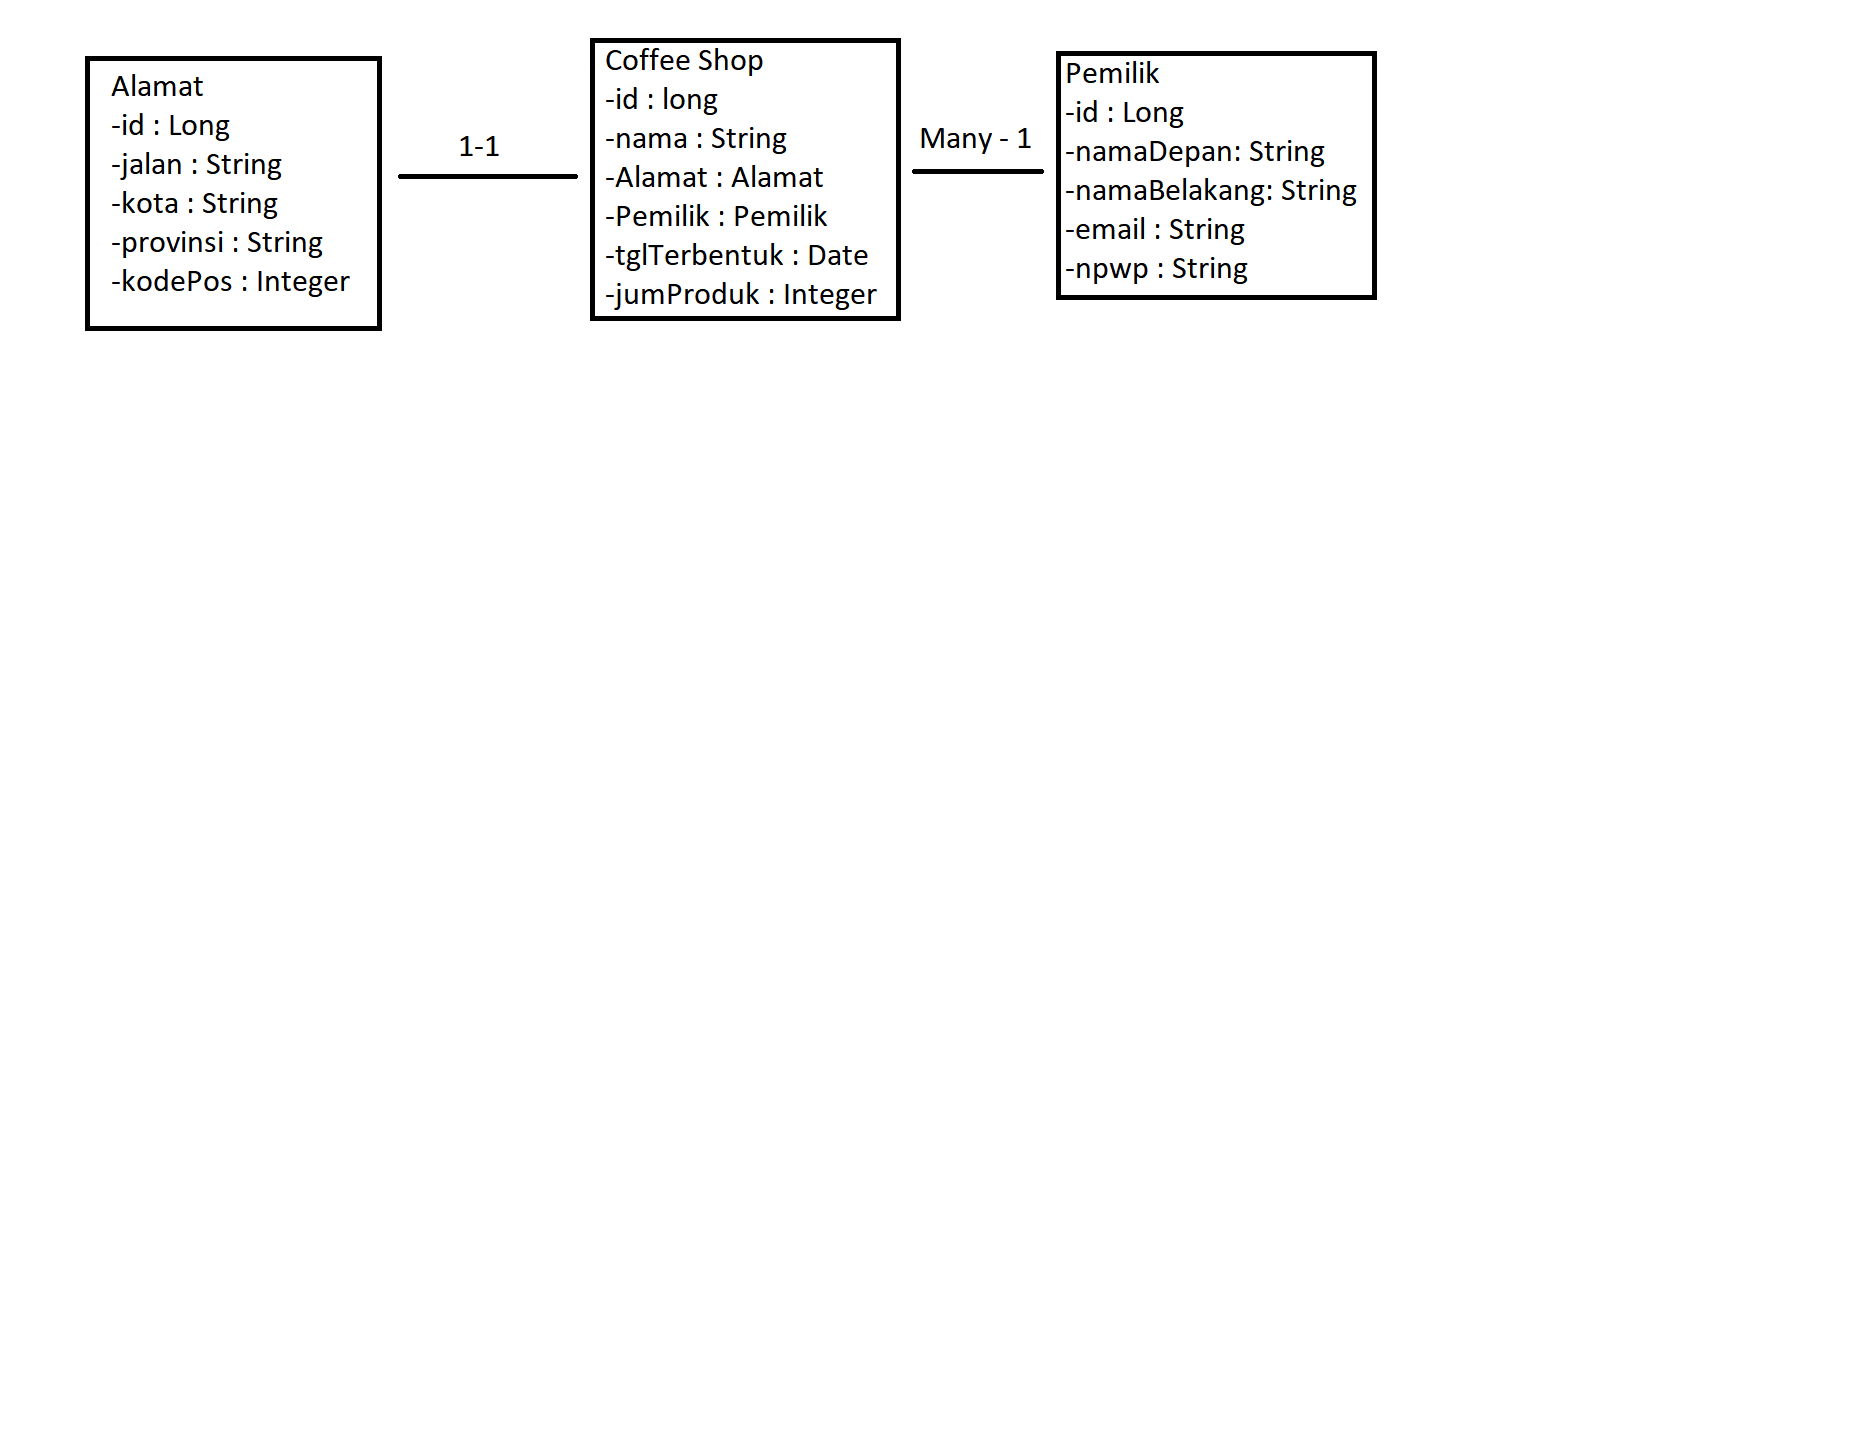 Alamat
-id : Long
-jalan : String
-kota : String
-provinsi : String
-kodePos : Integer
1-1
Coffee Shop
-id : long
-nama : String
-Alamat : Alamat
-Pemilik : Pemilik
-tglTerbentuk : Date
-jumProduk : Integer
Many - 1
Pemilik
-id : Long
-namaDepan: String
-namaBelakang: String
-email : String
-npwp : String